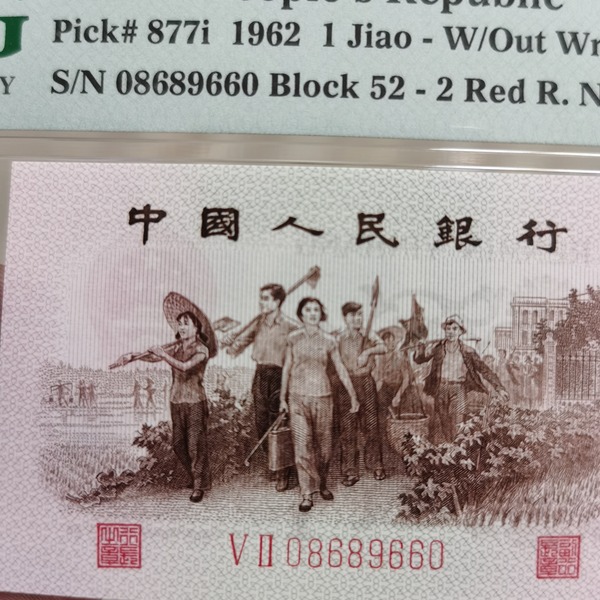 Pick# 877i 1962 1 Jiao - W/Out
S/N 08689660 Block 52 - 2 Red R.
中國人民銀行
VII 08689660